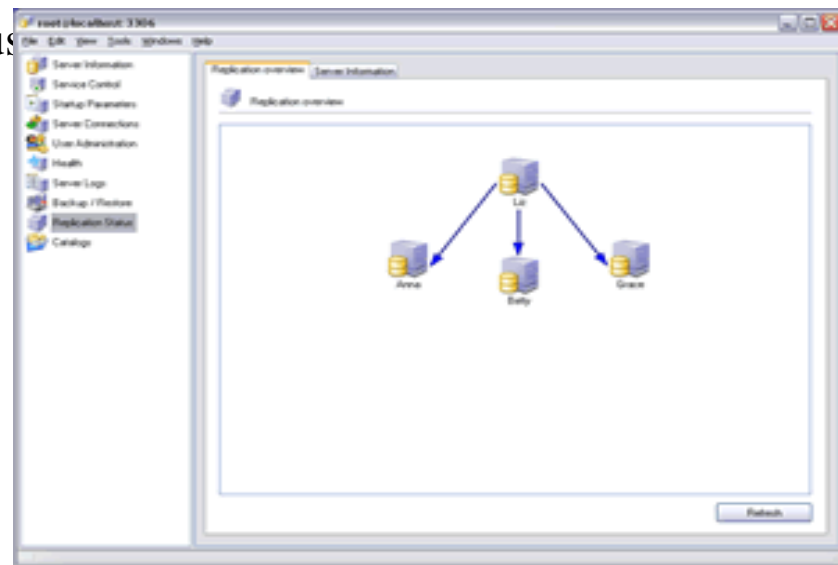 root@localhost: 3306
us
File Edit View Tools Windows Help
Server Information
Service Control
Startup Parameters
Server Connections
User Administration
Health
Server Logs
Backup / Restore
Replication Status
Catalogs
Replication overview Server Information
Replication overview
Liz
Anna
Betty
Grace
Refresh